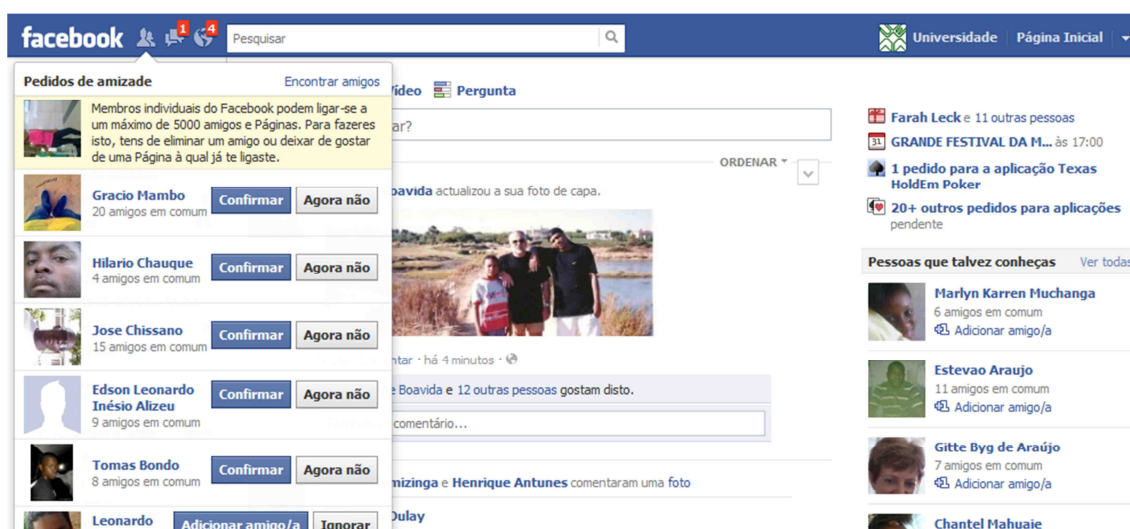 facebook
1
4
Pesquisar
Universidade
Página Inicial
Pedidos de amizade
Encontrar amigos
Membros individuais do Facebook podem ligar-se a
um máximo de 5000 amigos e Páginas. Para fazeres
isto, tens de eliminar um amigo ou deixar de gostar
de uma Página à qual já te ligaste.
Gracio Mambo
20 amigos em comum
Confirmar
Agora não
Hilario Chauque
4 amigos em comum
Confirmar
Agora não
Jose Chissano
15 amigos em comum
Confirmar
Agora não
Edson Leonardo
Inésio Alizeu
9 amigos em comum
Confirmar
Agora não
Tomas Bondo
8 amigos em comum
Confirmar
Agora não
Leonardo
Adicionar amigo/a
Ignorar
Pergunta
ORDENAR
actualizou a sua foto de capa.
há 4 minutos ·
Boavida e 12 outras pessoas gostam disto.
comentário...
e Henrique Antunes comentaram uma foto
Farah Leck e 11 outras pessoas
31
GRANDE FESTIVAL DA M... às 17:00
1 pedido para a aplicação Texas
HoldEm Poker
20+ outros pedidos para aplicações
pendente
Pessoas que talvez conheças
Ver todas
Marlyn Karren Muchanga
6 amigos em comum
Adicionar amigo/a
Estevao Araujo
11 amigos em comum
Adicionar amigo/a
Gitte Byg de Araújo
7 amigos em comum
Adicionar amigo/a
Chantel Mahuaie